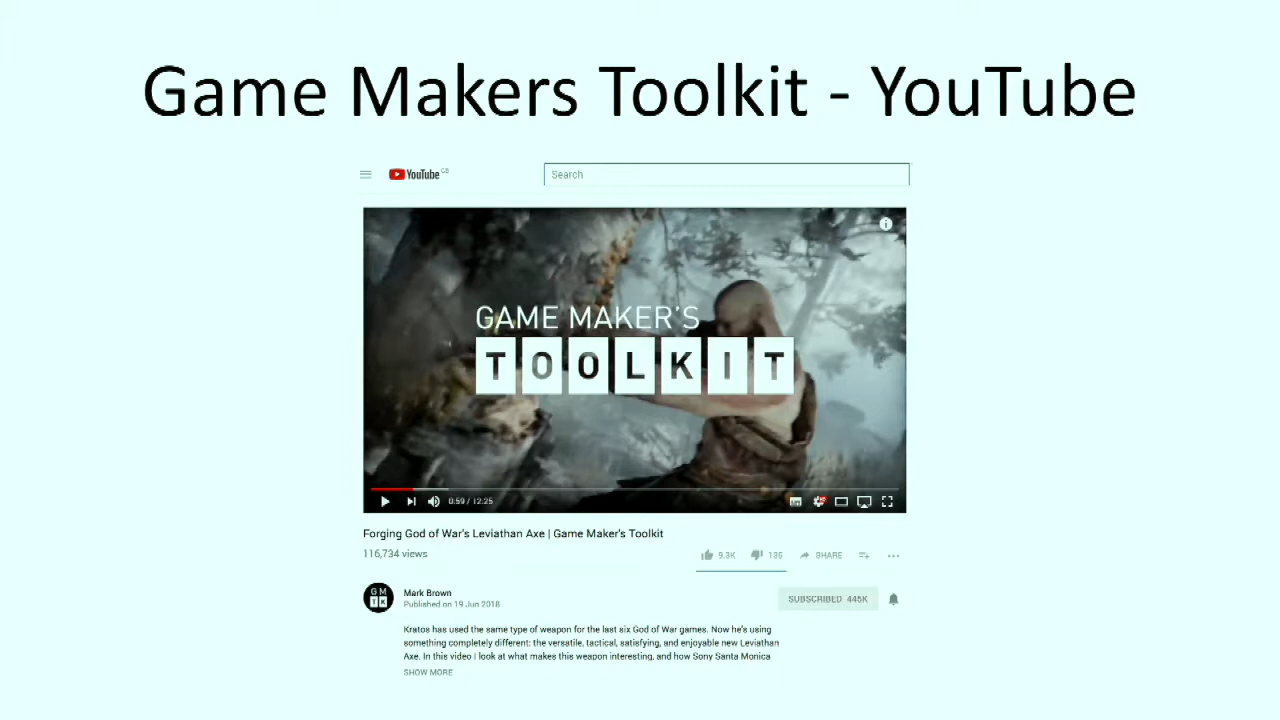 Game Makers Toolkit - YouTube
YouTube GB
Search
GAME MAKER'S
TOOLKIT
0:59 / 12:25
Forging God of War's Leviathan Axe | Game Maker's Toolkit
116,734 views
9.3K 136 SHARE
GM
TK
Mark Brown
Published on 19 Jun 2018
SUBSCRIBED 445K
Kratos has used the same type of weapon for the last six God of War games. Now he's using
something completely different: the versatile, tactical, satisfying, and enjoyable new Leviathan
Axe. In this video I look at what makes this weapon interesting, and how Sony Santa Monica
SHOW MORE